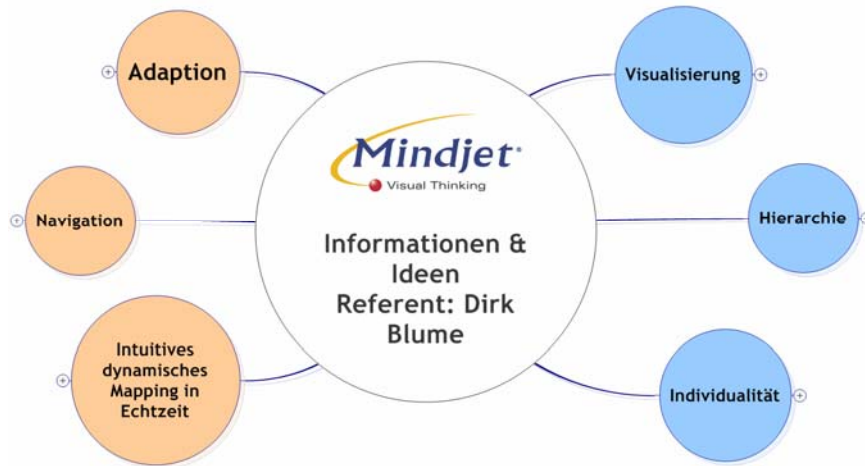 Mindjet®
Visual Thinking
Informationen &
Ideen
Referent: Dirk
Blume
Visualisierung
Hierarchie
Individualität
Adaption
Navigation
Intuitives
dynamisches
Mapping in
Echtzeit